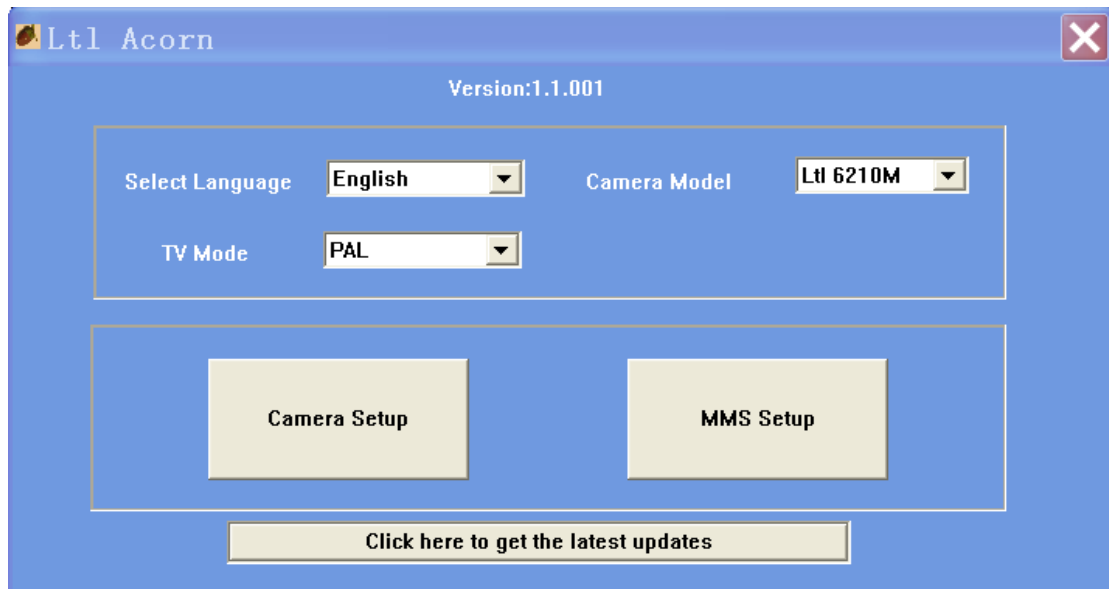 Ltl Acorn
Version:1.1.001
Select Language English Camera Model Ltl 6210M
TV Mode PAL
Camera Setup MMS Setup
Click here to get the latest updates